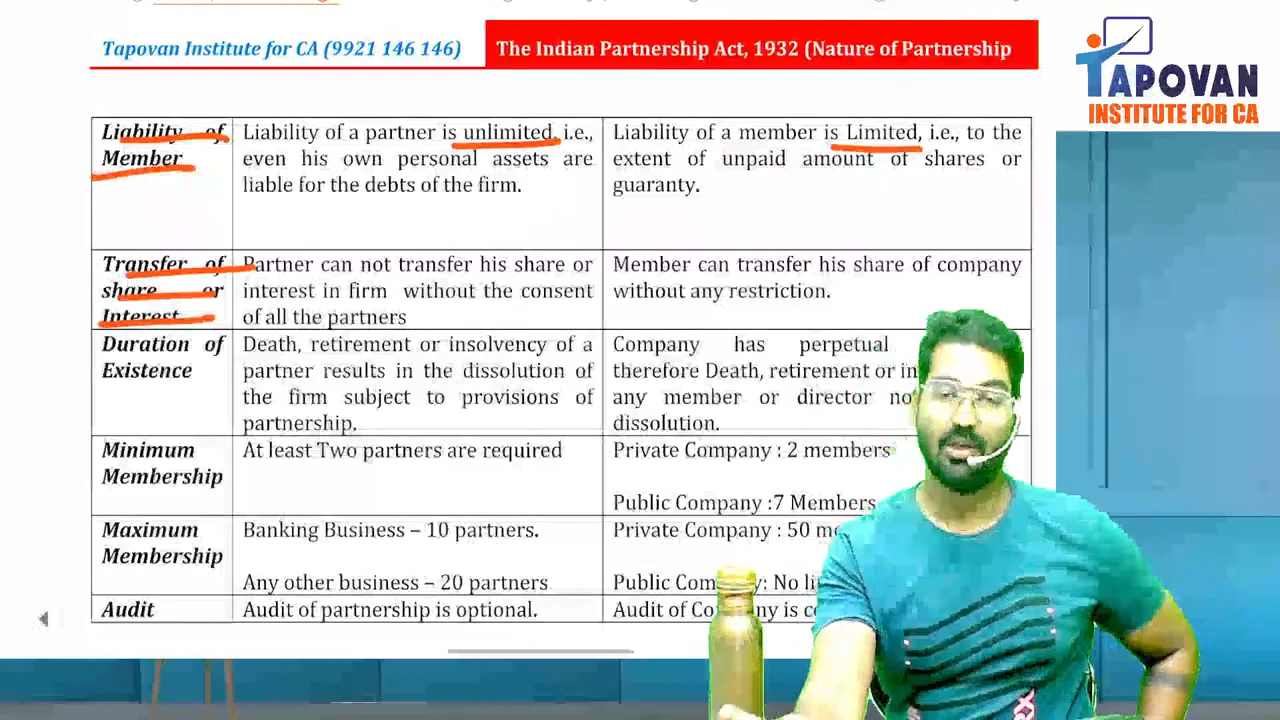 Tapovan Institute for CA (9921 146 146)
The Indian Partnership Act, 1932 (Nature of Partnership
TAPOVAN
INSTITUTE FOR CA
Liability of Member
Liability of a partner is unlimited, i.e.,
even his own personal assets are
liable for the debts of the firm.
Liability of a member is Limited, i.e., to the
extent of unpaid amount of shares or
guaranty.
Transfer of
share or
Interest
Partner can not transfer his share or
interest in firm without the consent
of all the partners
Member can transfer his share of company
without any restriction.
Duration of
Existence
Death, retirement or insolvency of a
partner results in the dissolution of
the firm subject to provisions of
partnership.
Company has perpetual
therefore Death, retirement or
any member or director
dissolution.
Minimum
Membership
At least Two partners are required
Private Company : 2 members
Public Company :7 Members
Maximum
Membership
Banking Business – 10 partners.
Any other business – 20 partners
Private Company : 50
Public No
Audit
Audit of partnership is optional.
Audit of is